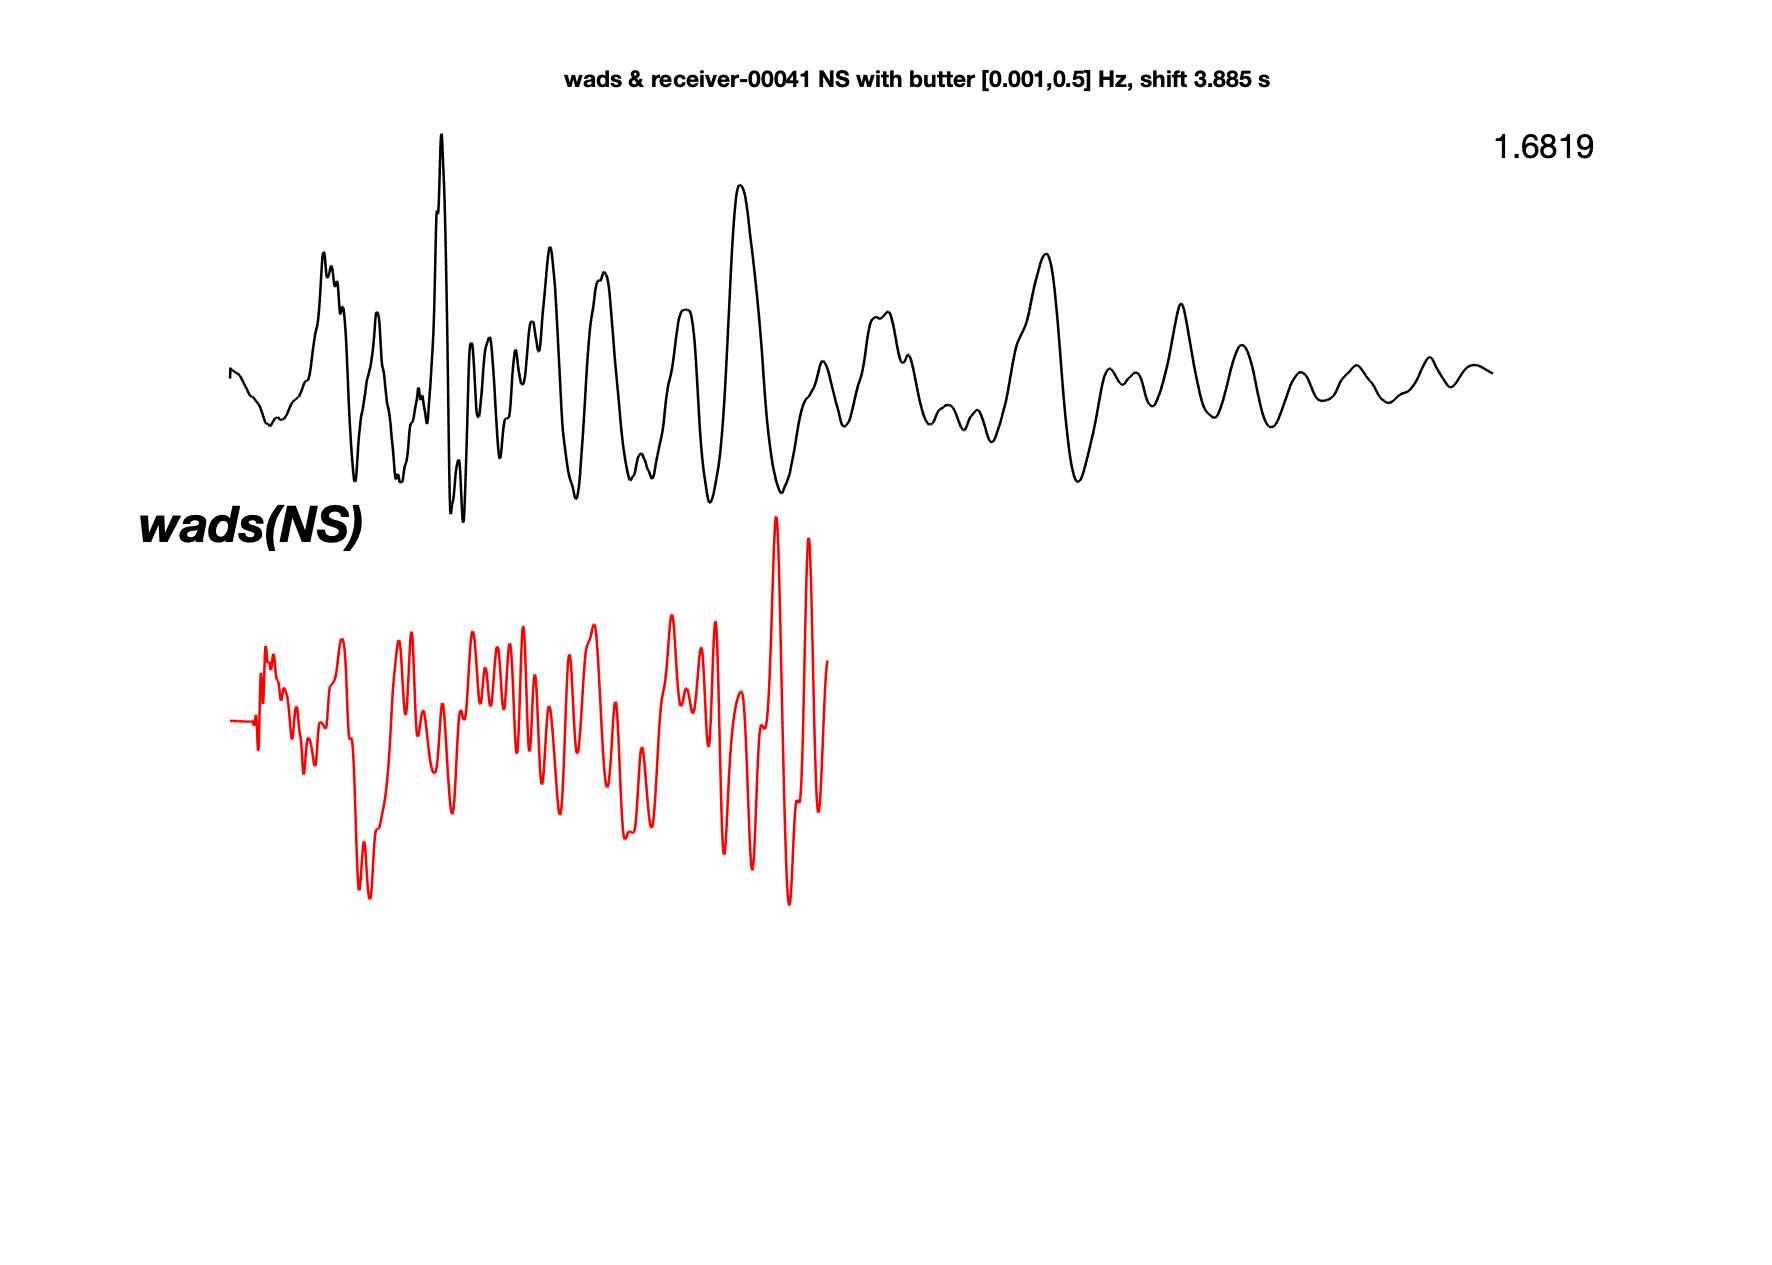 wads & receiver-00041 NS with butter [0.001,0.5] Hz, shift 3.885 s
1.6819
wads(NS)